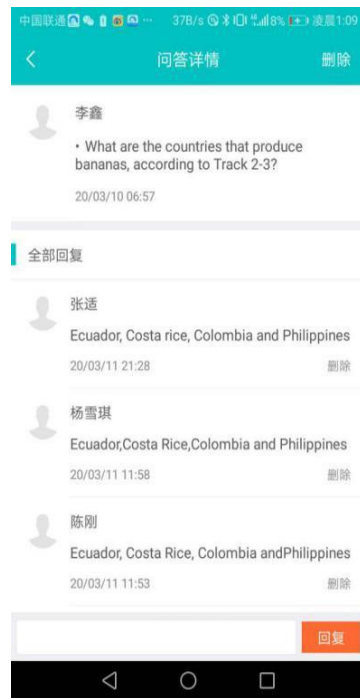 中国联通 ··· 37B/s 8% 凌晨1:09
问答详情 删除
李鑫
• What are the countries that produce
bananas, according to Track 2-3?
20/03/10 06:57
全部回复
张适
Ecuador, Costa rice, Colombia and Philippines
20/03/11 21:28 删除
杨雪琪
Ecuador,Costa Rice,Colombia and Philippines
20/03/11 11:58 删除
陈刚
Ecuador, Costa Rice, Colombia andPhilippines
20/03/11 11:53 删除
回复